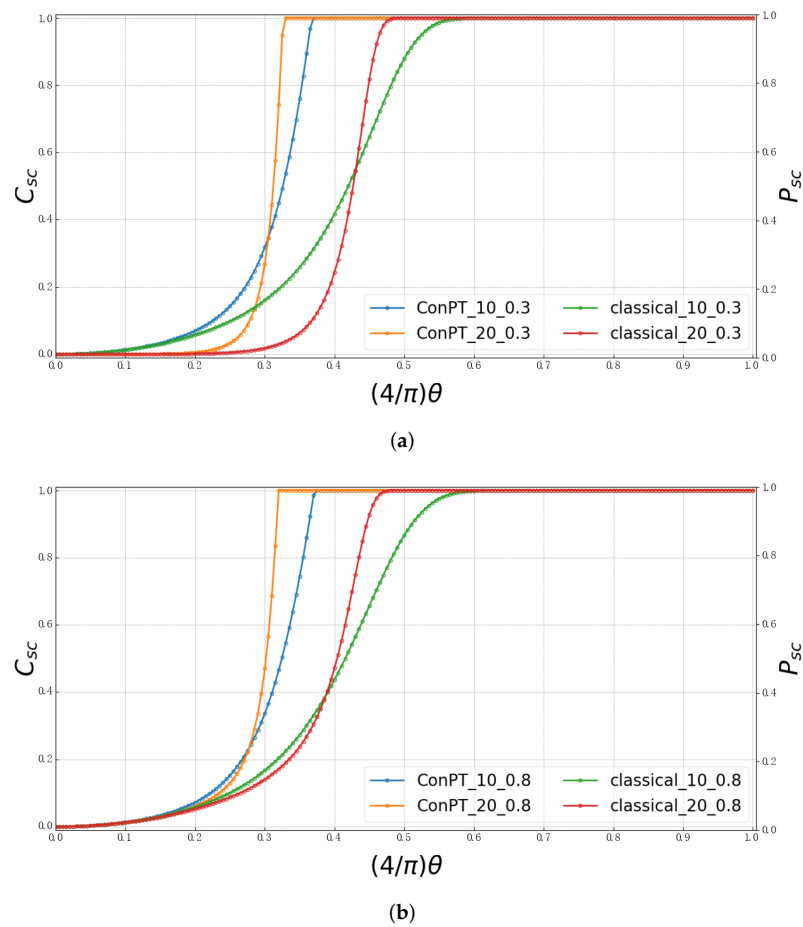 1.0
0.8
0.6
0.4
0.2
0.0
C_sc
1.0
0.8
0.6
0.4
0.2
0.0
P_sc
ConPT_10_0.3 classical_10_0.3
ConPT_20_0.3 classical_20_0.3
0.0 0.1 0.2 0.3 0.4 0.5 0.6 0.7 0.8 0.9 1.0
(4/π)θ
(a)
1.0
0.8
0.6
0.4
0.2
0.0
C_sc
1.0
0.8
0.6
0.4
0.2
0.0
P_sc
ConPT_10_0.8 classical_10_0.8
ConPT_20_0.8 classical_20_0.8
0.0 0.1 0.2 0.3 0.4 0.5 0.6 0.7 0.8 0.9 1.0
(4/π)θ
(b)